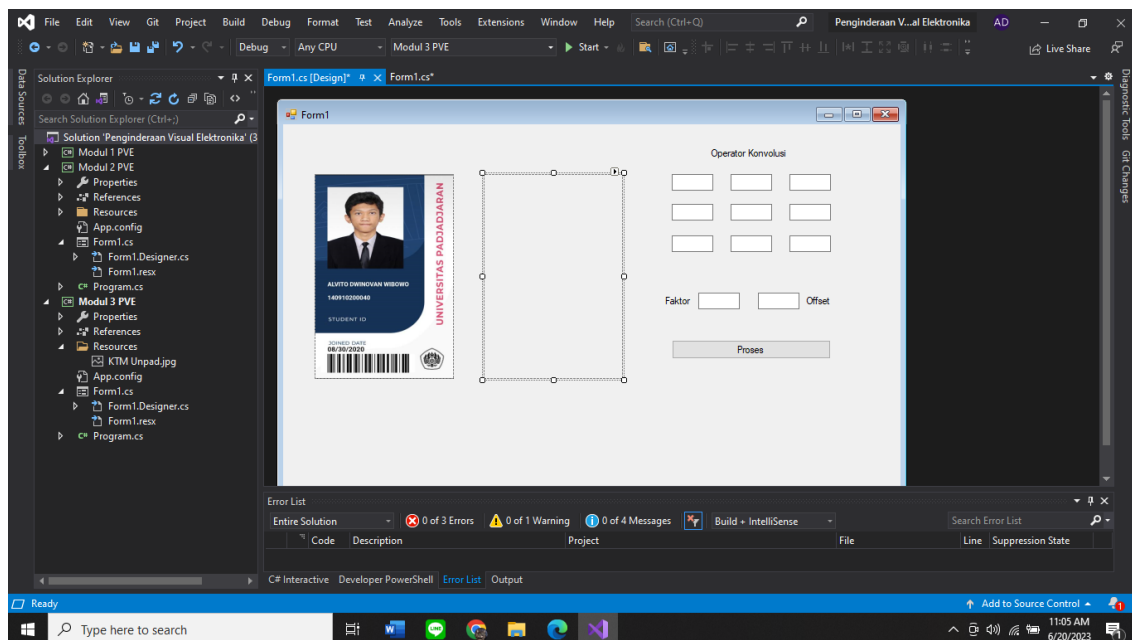 File Edit View Git Project Build Debug Format Test Analyze Tools Extensions Window Help Search (Ctrl+Q) Penginderaan V...al Elektronika AD
Debug Any CPU Modul 3 PVE Start Live Share
Data Sources
Toolbox
Solution Explorer
Search Solution Explorer (Ctrl+;)
Solution 'Penginderaan Visual Elektronika' (3
Modul 1 PVE
Modul 2 PVE
Properties
References
Resources
App.config
Form1.cs
Form1.Designer.cs
Form1.resx
C# Program.cs
Modul 3 PVE
Properties
References
Resources
KTM Unpad.jpg
App.config
Form1.cs
Form1.Designer.cs
Form1.resx
C# Program.cs
Form1.cs [Design]* Form1.cs*
Form1
UNIVERSITAS PADJADJARAN
ALVITO DWINOVAN WIBOWO
140910200040
STUDENT ID
JOINED DATE
08/30/2020
Operator Konvolusi
Faktor Offset
Proses
Diagnostic Tools
Git Changes
Error List
Entire Solution 0 of 3 Errors 0 of 1 Warning 0 of 4 Messages Build + IntelliSense Search Error List
Code Description Project File Line Suppression State
C# Interactive Developer PowerShell Error List Output
Ready Add to Source Control 1
Type here to search 11:05 AM
6/20/2023 1